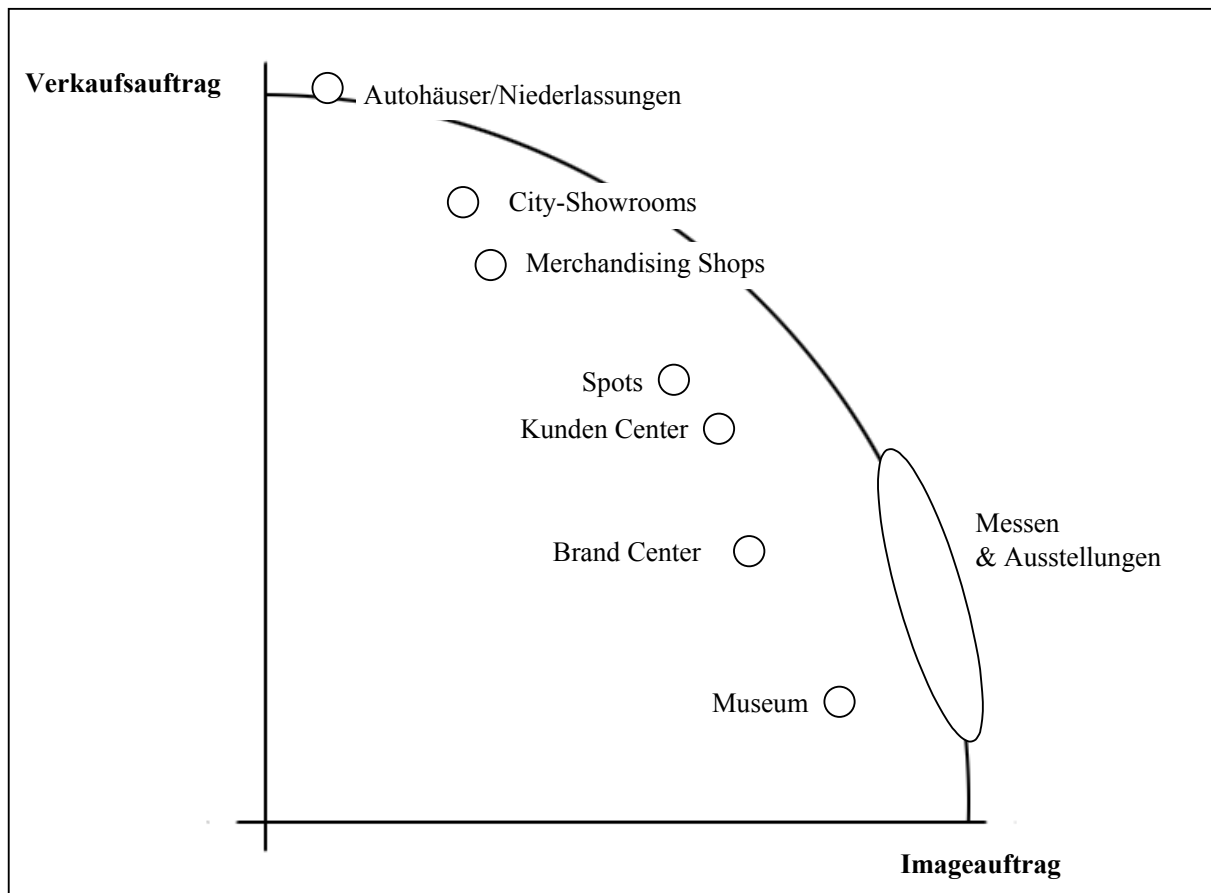 Verkaufsauftrag
Autohäuser/Niederlassungen
City-Showrooms
Merchandising Shops
Spots
Kunden Center
Messen
& Ausstellungen
Brand Center
Museum
Imageauftrag